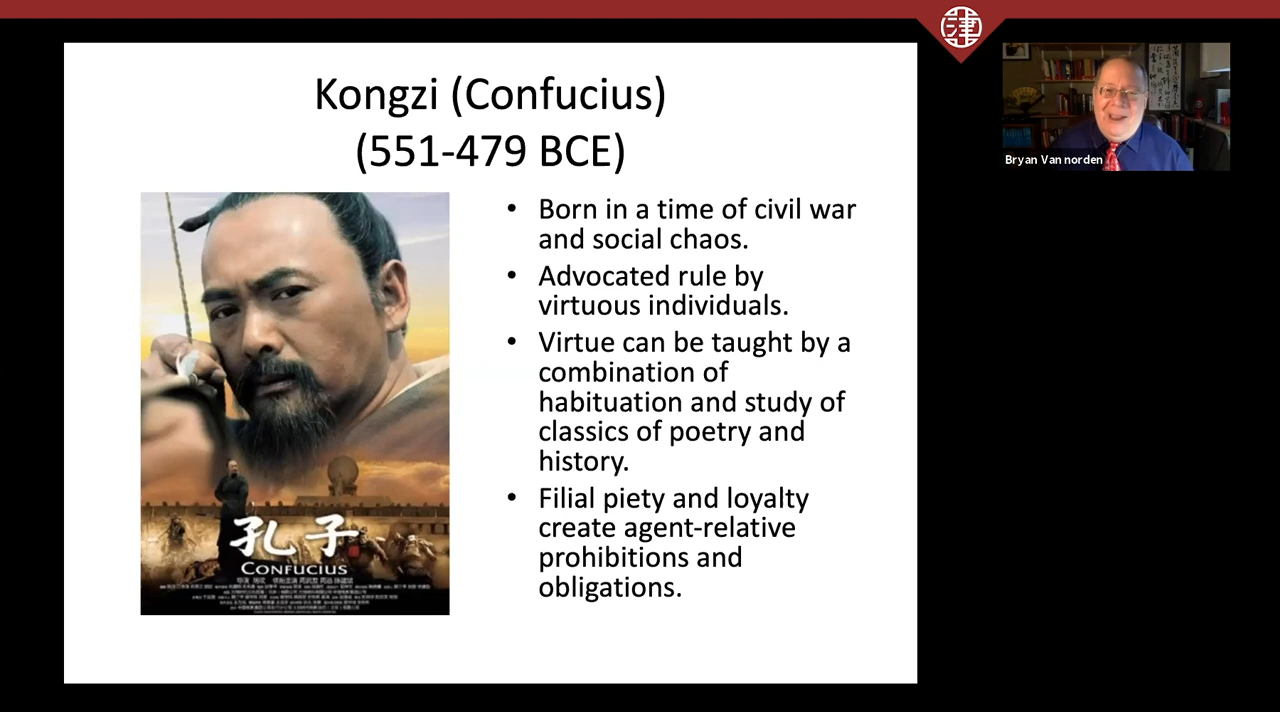 Kongzi (Confucius)
(551-479 BCE)
• Born in a time of civil war
and social chaos.
• Advocated rule by
virtuous individuals.
• Virtue can be taught by a
combination of
habituation and study of
classics of poetry and
history.
• Filial piety and loyalty
create agent-relative
prohibitions and
obligations.
孔子
CONFUCIUS
Bryan Van norden